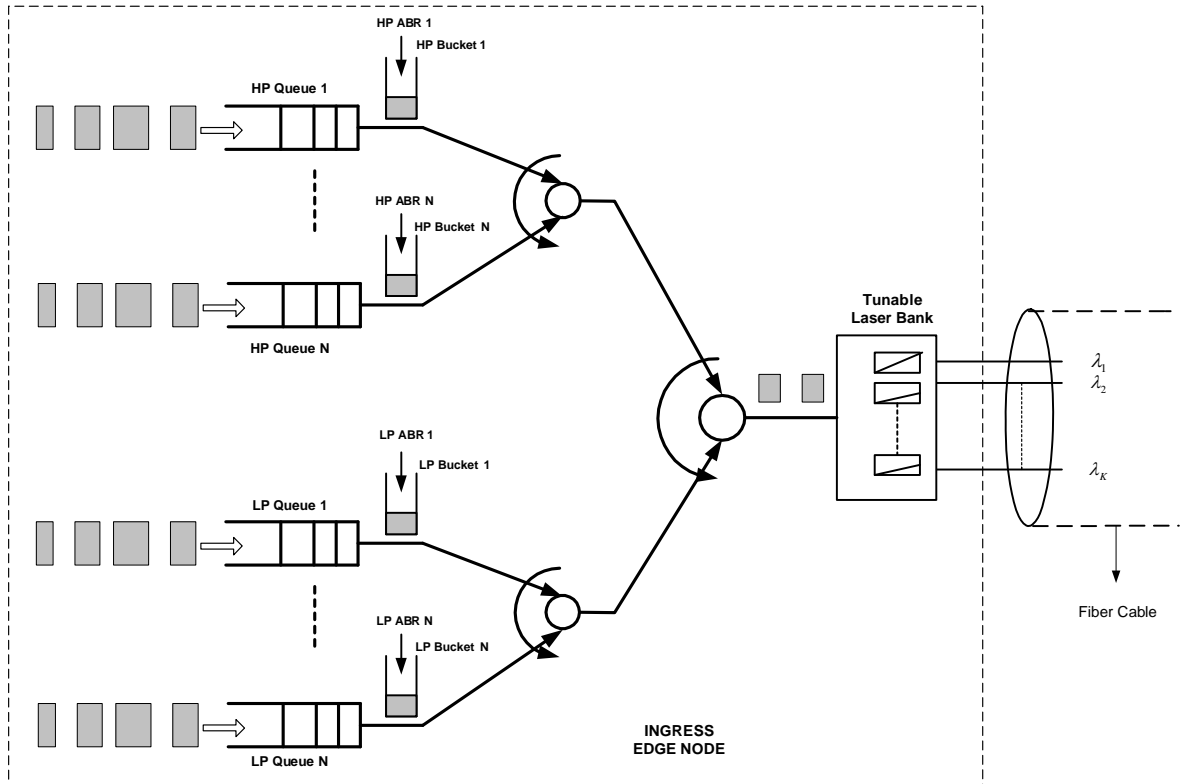 HP ABR 1
HP Bucket 1
HP Queue 1
HP ABR N
HP Bucket N
HP Queue N
Tunable
Laser Bank
λ1
λ2
λK
LP ABR 1
LP Bucket 1
LP Queue 1
Fiber Cable
LP ABR N
LP Bucket N
LP Queue N
INGRESS
EDGE NODE